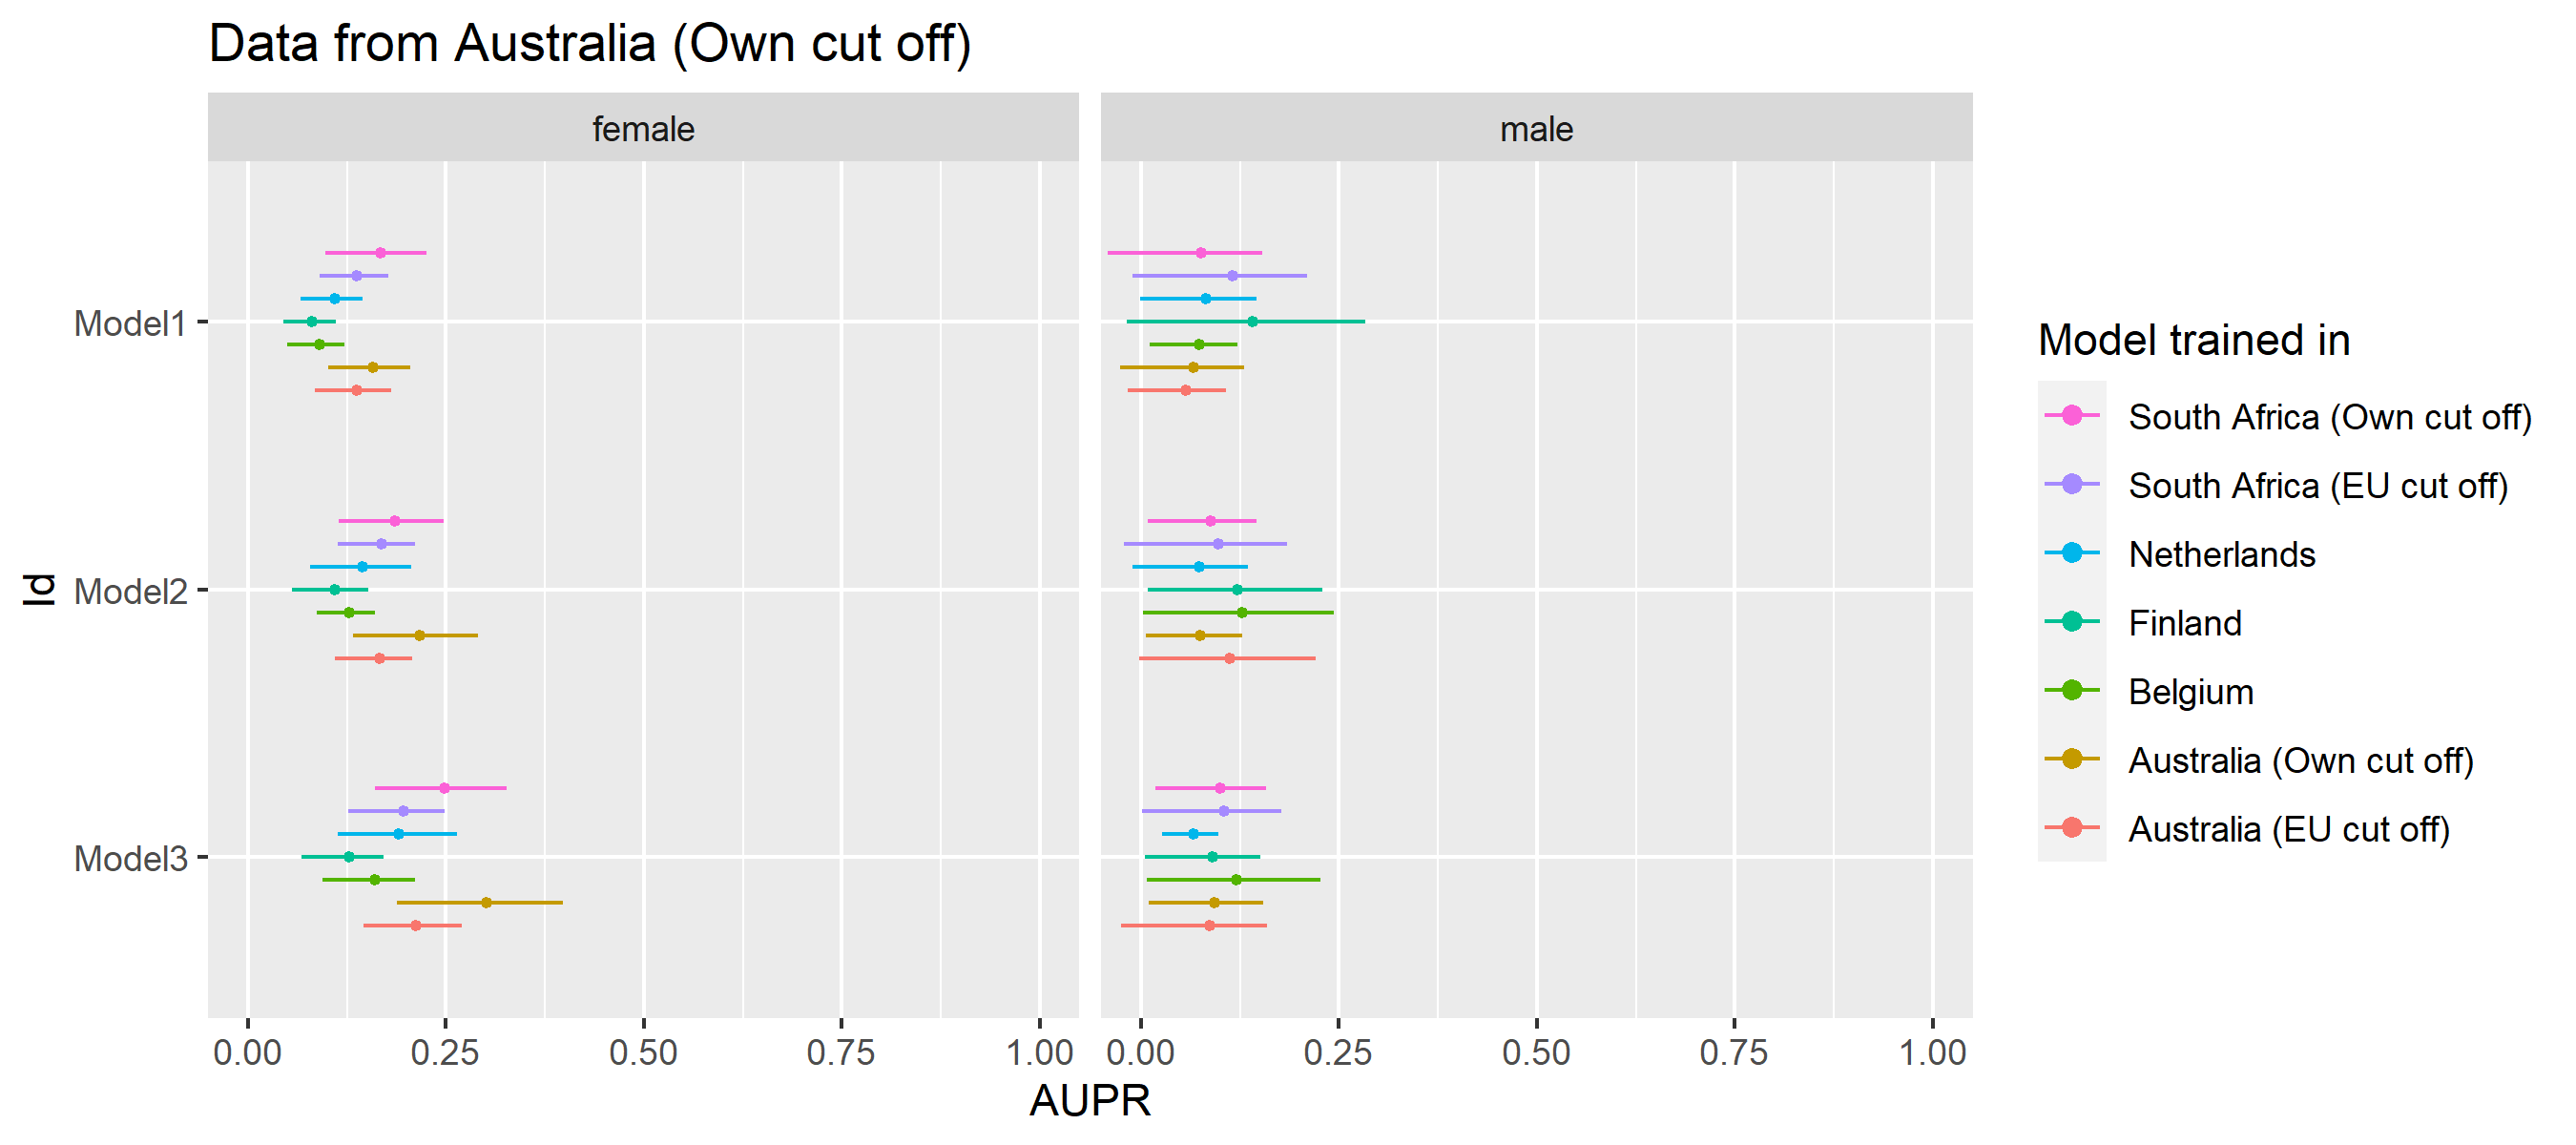 Data from Australia (Own cut off)
female
male
Model1
Model2
Model3
Id
0.00 0.25 0.50 0.75 1.00
0.00 0.25 0.50 0.75 1.00
AUPR
Model trained in
South Africa (Own cut off)
South Africa (EU cut off)
Netherlands
Finland
Belgium
Australia (Own cut off)
Australia (EU cut off)